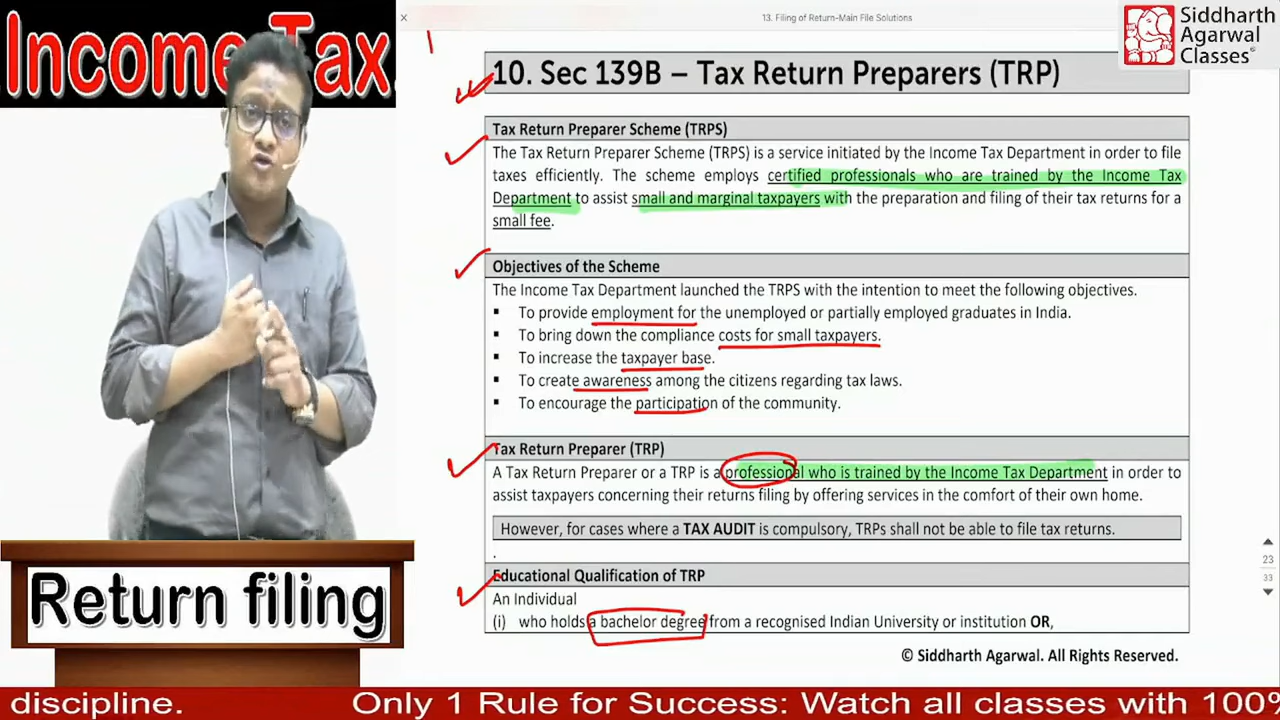 Income Tax.
13. Filing of Return-Main File Solutions
Siddharth
Agarwal
Classes
10. Sec 139B – Tax Return Preparers (TRP)
Tax Return Preparer Scheme (TRPS)
The Tax Return Preparer Scheme (TRPS) is a service initiated by the Income Tax Department in order to file
taxes efficiently. The scheme employs certified professionals who are trained by the Income Tax
Department to assist small and marginal taxpayers with the preparation and filing of their tax returns for a
small fee.
Objectives of the Scheme
The Income Tax Department launched the TRPS with the intention to meet the following objectives.
▪ To provide employment for the unemployed or partially employed graduates in India.
▪ To bring down the compliance costs for small taxpayers.
▪ To increase the taxpayer base.
▪ To create awareness among the citizens regarding tax laws.
▪ To encourage the participation of the community.
Tax Return Preparer (TRP)
A Tax Return Preparer or a TRP is a professional who is trained by the Income Tax Department in order to
assist taxpayers concerning their returns filing by offering services in the comfort of their own home.
However, for cases where a TAX AUDIT is compulsory, TRPs shall not be able to file tax returns.
.
Educational Qualification of TRP
An Individual
(i) who holds a bachelor degree from a recognised Indian University or institution OR,
© Siddharth Agarwal. All Rights Reserved.
23
33
Return filing
discipline. Only 1 Rule for Success: Watch all classes with 100%